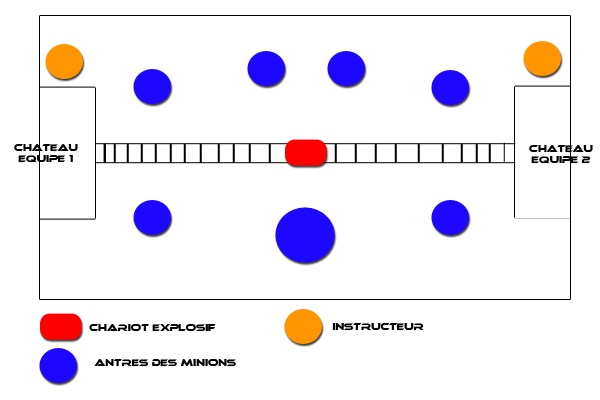 CHATEAU
EQUIPE 1
CHATEAU
EQUIPE 2
CHARIOT EXPLOSIF
INSTRUCTEUR
ANTRES DES MINIONS